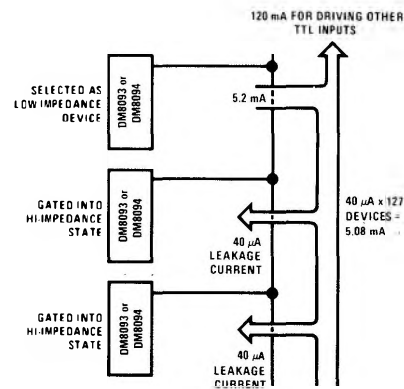 120 mA FOR DRIVING OTHER
TTL INPUTS
SELECTED AS
LOW IMPEDANCE
DEVICE
DM8093 or
DM8094
5.2 mA
GATED INTO
HI-IMPEDANCE
STATE
DM8093 or
DM8094
40 μA
LEAKAGE
CURRENT
40 μA x 127
DEVICES =
5.08 mA
GATED INTO
HI-IMPEDANCE
STATE
DM8093 or
DM8094
40 μA
LEAKAGE
CURRENT